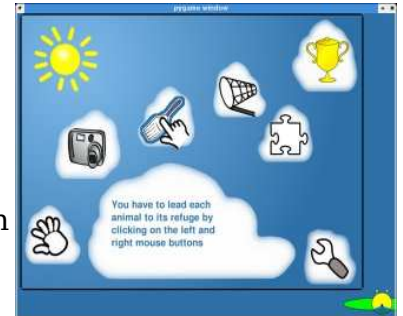 pygame window
You have to lead each
animal to its refuge by
clicking on the left and
right mouse buttons
n